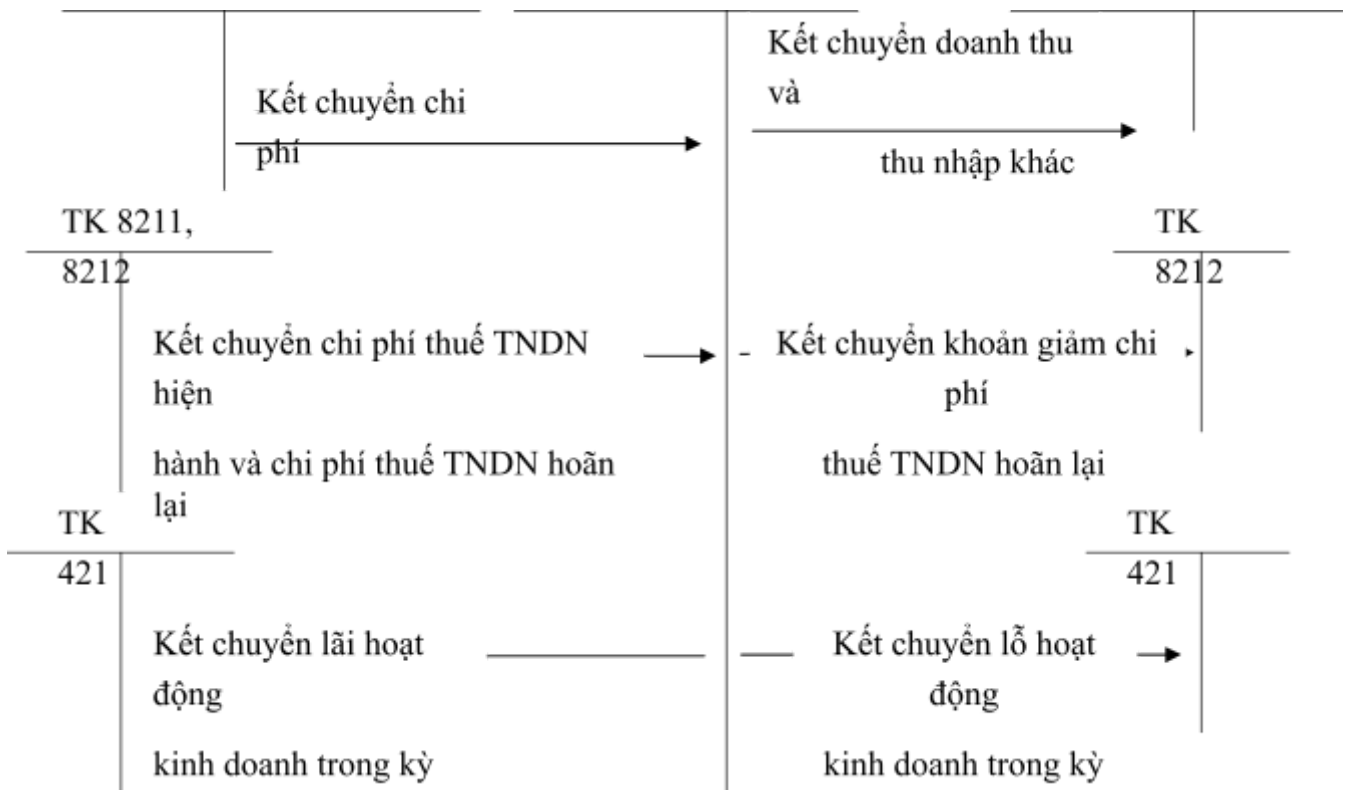 Kết chuyển doanh thu
và
Kết chuyển chi
phí
thu nhập khác
TK 8211,
8212
TK
8212
Kết chuyển chi phí thuế TNDN
hiện
hành và chi phí thuế TNDN hoãn
lại
Kết chuyển khoản giảm chi
phí
thuế TNDN hoãn lại
TK
421
TK
421
Kết chuyển lãi hoạt
động
kinh doanh trong kỳ
Kết chuyển lỗ hoạt
động
kinh doanh trong kỳ